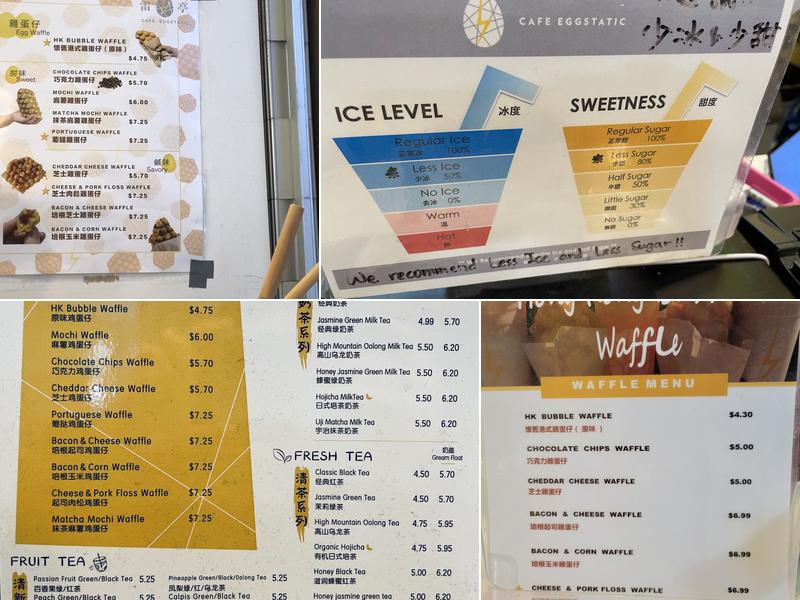 雞蛋仔
Egg Waffle
CAFE EGGSTATIC
HK BUBBLE WAFFLE
懷舊港式雞蛋仔（原味）
$4.75
甜味
Sweet
CHOCOLATE CHIPS WAFFLE
巧克力雞蛋仔 $5.70
MOCHI WAFFLE
麻薯雞蛋仔 $6.00
MATCHA MOCHI WAFFLE
抹茶麻薯雞蛋仔 $7.25
PORTUGUESE WAFFLE
葡撻雞蛋仔 $7.25
鹹味
Savory
CHEDDAR CHEESE WAFFLE
芝士雞蛋仔 $5.70
CHEESE & PORK FLOSS WAFFLE
芝士肉鬆雞蛋仔 $7.25
BACON & CHEESE WAFFLE
培根芝士雞蛋仔 $7.25
BACON & CORN WAFFLE
培根玉米雞蛋仔 $7.25
CAFE EGGSTATIC
少冰 少甜
ICE LEVEL 冰度
Regular Ice
正常冰 100%
Less Ice
少冰 50%
No Ice
去冰 0%
Warm
溫
Hot
SWEETNESS 甜度
Regular Sugar
正常甜 100%
Less Sugar
少甜 80%
Half Sugar
半甜 50%
Little Sugar
微甜 30%
No Sugar
無甜 0%
We recommend Less Ice and Less Sugar!!
HK Bubble Waffle $4.75
原味鸡蛋仔
Mochi Waffle $6.00
麻薯鸡蛋仔
Chocolate Chips Waffle $5.70
巧克力鸡蛋仔
Cheddar Cheese Waffle $5.70
芝士鸡蛋仔
Portuguese Waffle $7.25
葡挞鸡蛋仔
Bacon & Cheese Waffle $7.25
培根起司鸡蛋仔
Bacon & Corn Waffle $7.25
培根玉米鸡蛋仔
Cheese & Pork Floss Waffle $7.25
起司肉松鸡蛋仔
Matcha Mochi Waffle $7.25
抹茶麻薯鸡蛋仔
FRUIT TEA
Passion Fruit Green/Black Tea 5.25
百香果绿/红茶
Peach Green/Black Tea 5.25
Pineapple Green/Black/Oolong Tea 5.25
凤梨绿/红/乌龙茶
Calpis Green/Black Tea 5.25
奶茶系列
经典奶茶
Jasmine Green Milk Tea 4.99 5.70
经典绿奶茶
High Mountain Oolong Milk Tea 5.50 6.20
高山乌龙奶茶
Honey Jasmine Green Milk Tea 5.50 6.20
蜂蜜绿奶茶
Hojicha MilkTea 5.50 6.20
日式培茶奶茶
Uji Matcha Milk Tea 5.50 6.20
宇治抹茶奶茶
FRESH TEA
奶盖
Cream Float
清茶系列
Classic Black Tea 4.50 5.70
经典红茶
Jasmine Green Tea 4.50 5.70
茉莉绿茶
High Mountain Oolong Tea 4.75 5.95
高山乌龙茶
Organic Hojicha 4.75 5.95
有机日式培茶
Honey Black Tea 5.00 6.20
滋润蜂蜜红茶
Honey jasmine Green tea 5.00 6.20
Waffle
WAFFLE MENU
HK BUBBLE WAFFLE $4.30
懷舊港式雞蛋仔（原味）
CHOCOLATE CHIPS WAFFLE $5.00
巧克力雞蛋仔
CHEDDAR CHEESE WAFFLE $5.00
芝士雞蛋仔
BACON & CHEESE WAFFLE $6.99
培根起司雞蛋仔
BACON & CORN WAFFLE $6.99
培根玉米雞蛋仔
CHEESE & PORK FLOSS WAFFLE $6.99